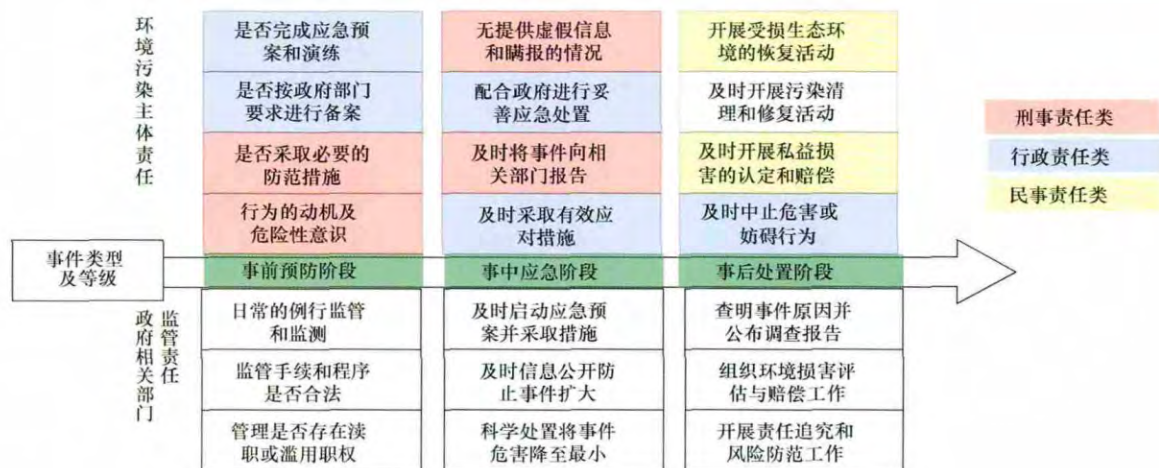 环境污染主体责任
是否完成应急预
案和演练
是否按政府部门
要求进行备案
是否采取必要的
防范措施
行为的动机及
危险性意识
无提供虚假信息
和瞒报的情况
配合政府进行妥
善应急处置
及时将事件向相
关部门报告
及时采取有效应
对措施
开展受损生态环
境的恢复活动
及时开展污染清
理和修复活动
及时开展私益损
害的认定和赔偿
及时中止危害或
妨碍行为
刑事责任类
行政责任类
民事责任类
事件类型
及等级
事前预防阶段
事中应急阶段
事后处置阶段
政府相关部门
监管责任
日常的例行监管
和监测
监管手续和程序
是否合法
管理是否存在渎
职或滥用职权
及时启动应急预
案并采取措施
及时信息公开防
止事件扩大
科学处置将事件
危害降至最小
查明事件原因并
公布调查报告
组织环境损害评
估与赔偿工作
开展责任追究和
风险防范工作